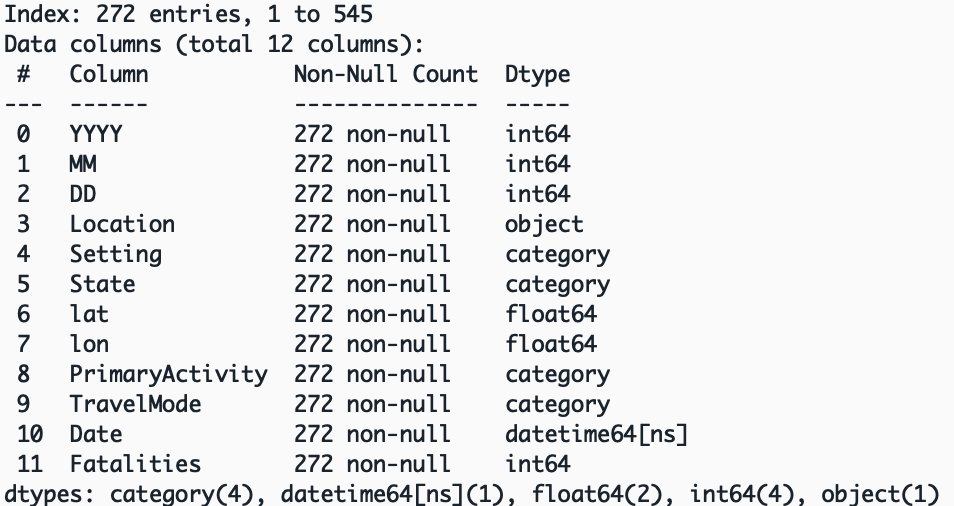 Index: 272 entries, 1 to 545
Data columns (total 12 columns):
 #   Column           Non-Null Count  Dtype
---  ------           --------------  -----
 0   YYYY             272 non-null    int64
 1   MM               272 non-null    int64
 2   DD               272 non-null    int64
 3   Location         272 non-null    object
 4   Setting          272 non-null    category
 5   State            272 non-null    category
 6   lat              272 non-null    float64
 7   lon              272 non-null    float64
 8   PrimaryActivity  272 non-null    category
 9   TravelMode       272 non-null    category
 10  Date             272 non-null    datetime64[ns]
 11  Fatalities       272 non-null    int64
dtypes: category(4), datetime64[ns](1), float64(2), int64(4), object(1)